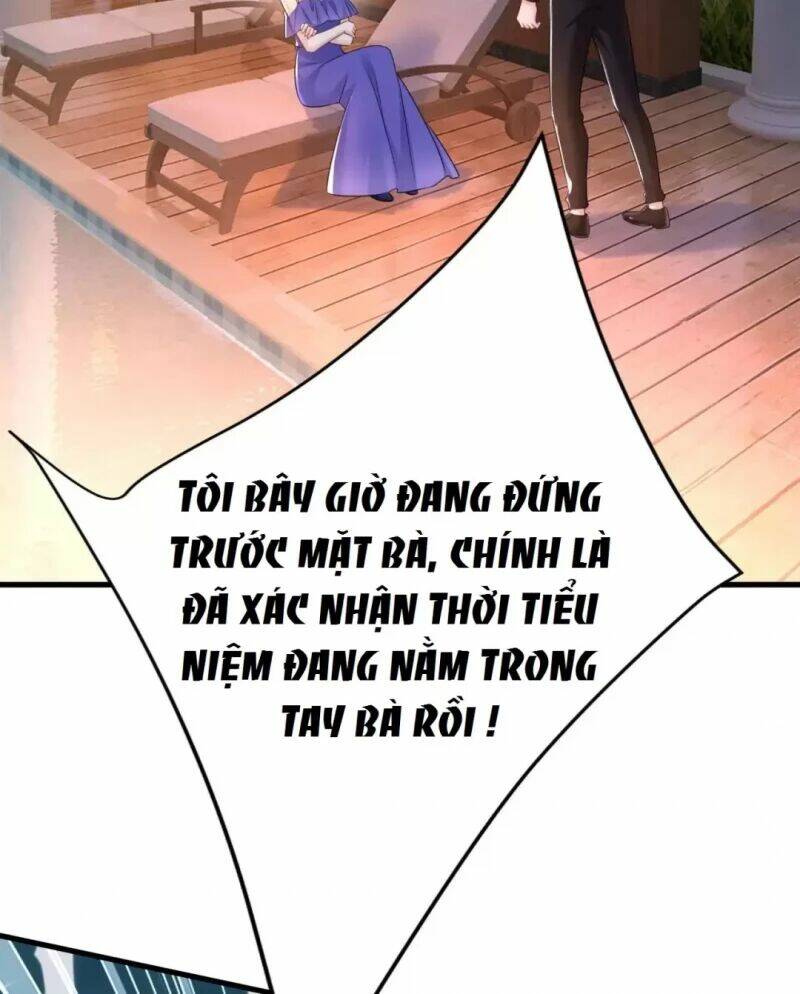 TÔI BÂY GIỜ ĐANG ĐỨNG
TRƯỚC MẶT BÀ, CHÍNH LÀ
ĐÃ XÁC NHẬN THỜI TIỂU
NIỆM ĐANG NẰM TRONG
TAY BÀ RỒI !